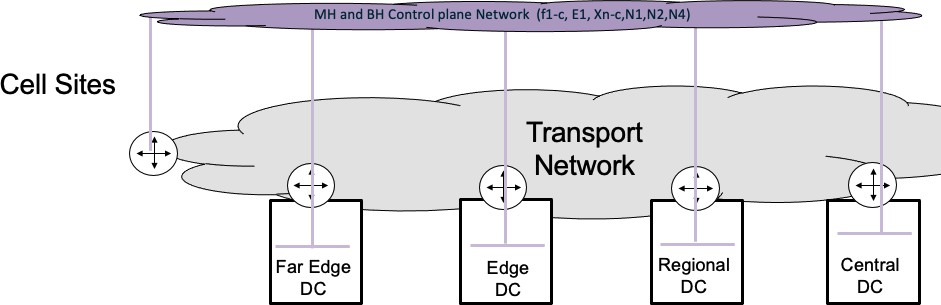 MH and BH Control plane Network (f1-c, E1, Xn-c,N1,N2,N4)
Cell Sites
Transport
Network
Far Edge
DC
Edge
DC
Regional
DC
Central
DC